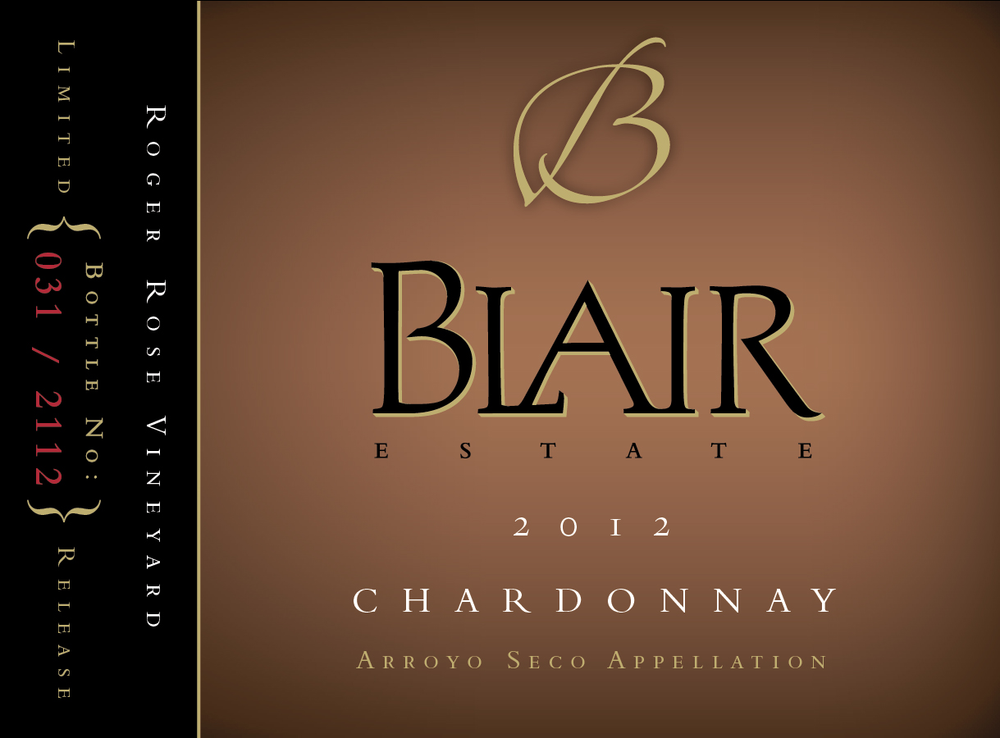 Limited
Bottle No:
031 / 2112
Release
Roger Rose Vineyard
B
BLAIR
ESTATE
2012
CHARDONNAY
Arroyo Seco Appellation